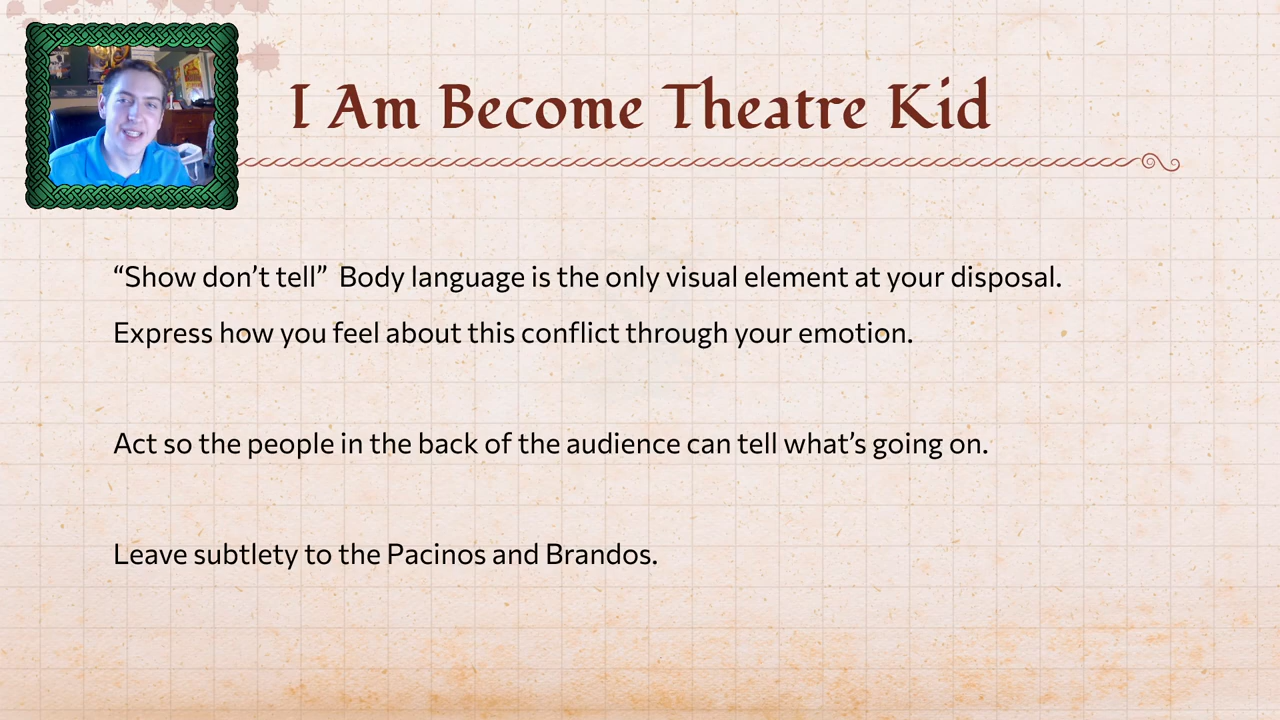 I Am Become Theatre Kid
“Show don’t tell”  Body language is the only visual element at your disposal.
Express how you feel about this conflict through your emotion.
Act so the people in the back of the audience can tell what’s going on.
Leave subtlety to the Pacinos and Brandos.